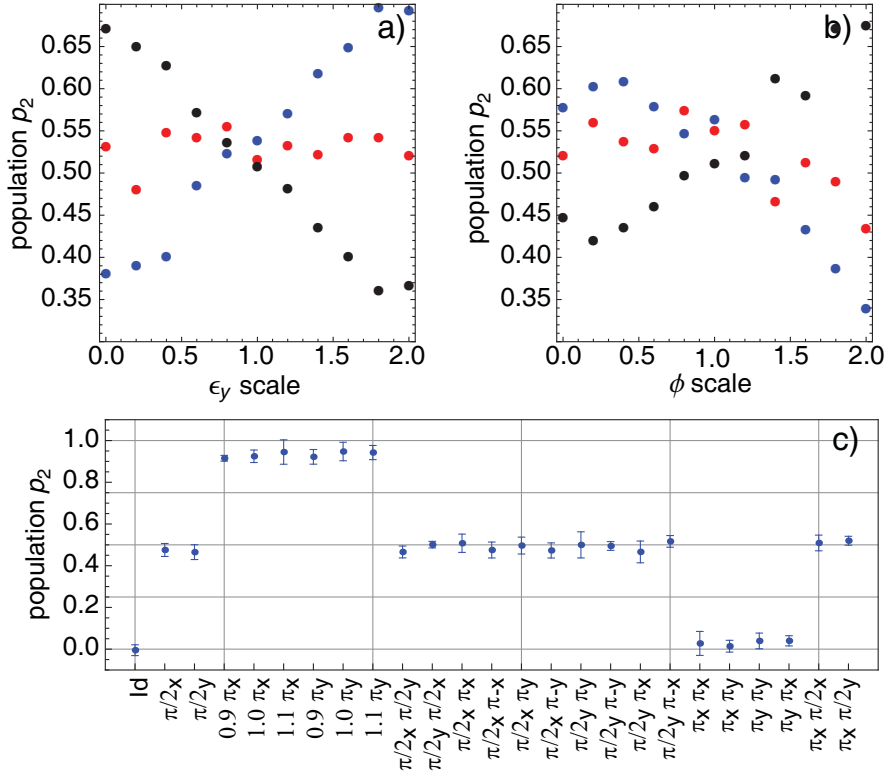 a)
population p₂
0.65
0.60
0.55
0.50
0.45
0.40
0.35
0.0 0.5 1.0 1.5 2.0
ϵy scale
b)
population p₂
0.65
0.60
0.55
0.50
0.45
0.40
0.35
0.0 0.5 1.0 1.5 2.0
ϕ scale
c)
population p₂
1.0
0.8
0.6
0.4
0.2
0.0
Id
π/2x
π/2y
0.9 πx
1.0 πx
1.1 πx
0.9 πy
1.0 πy
1.1 πy
π/2x π/2y
π/2y π/2x
π/2x πx
π/2x π-x
π/2x πy
π/2x π-y
π/2y πy
π/2y π-y
π/2y πx
π/2y π-x
πx πx
πx πy
πy πy
πy πx
πx π/2x
πx π/2y